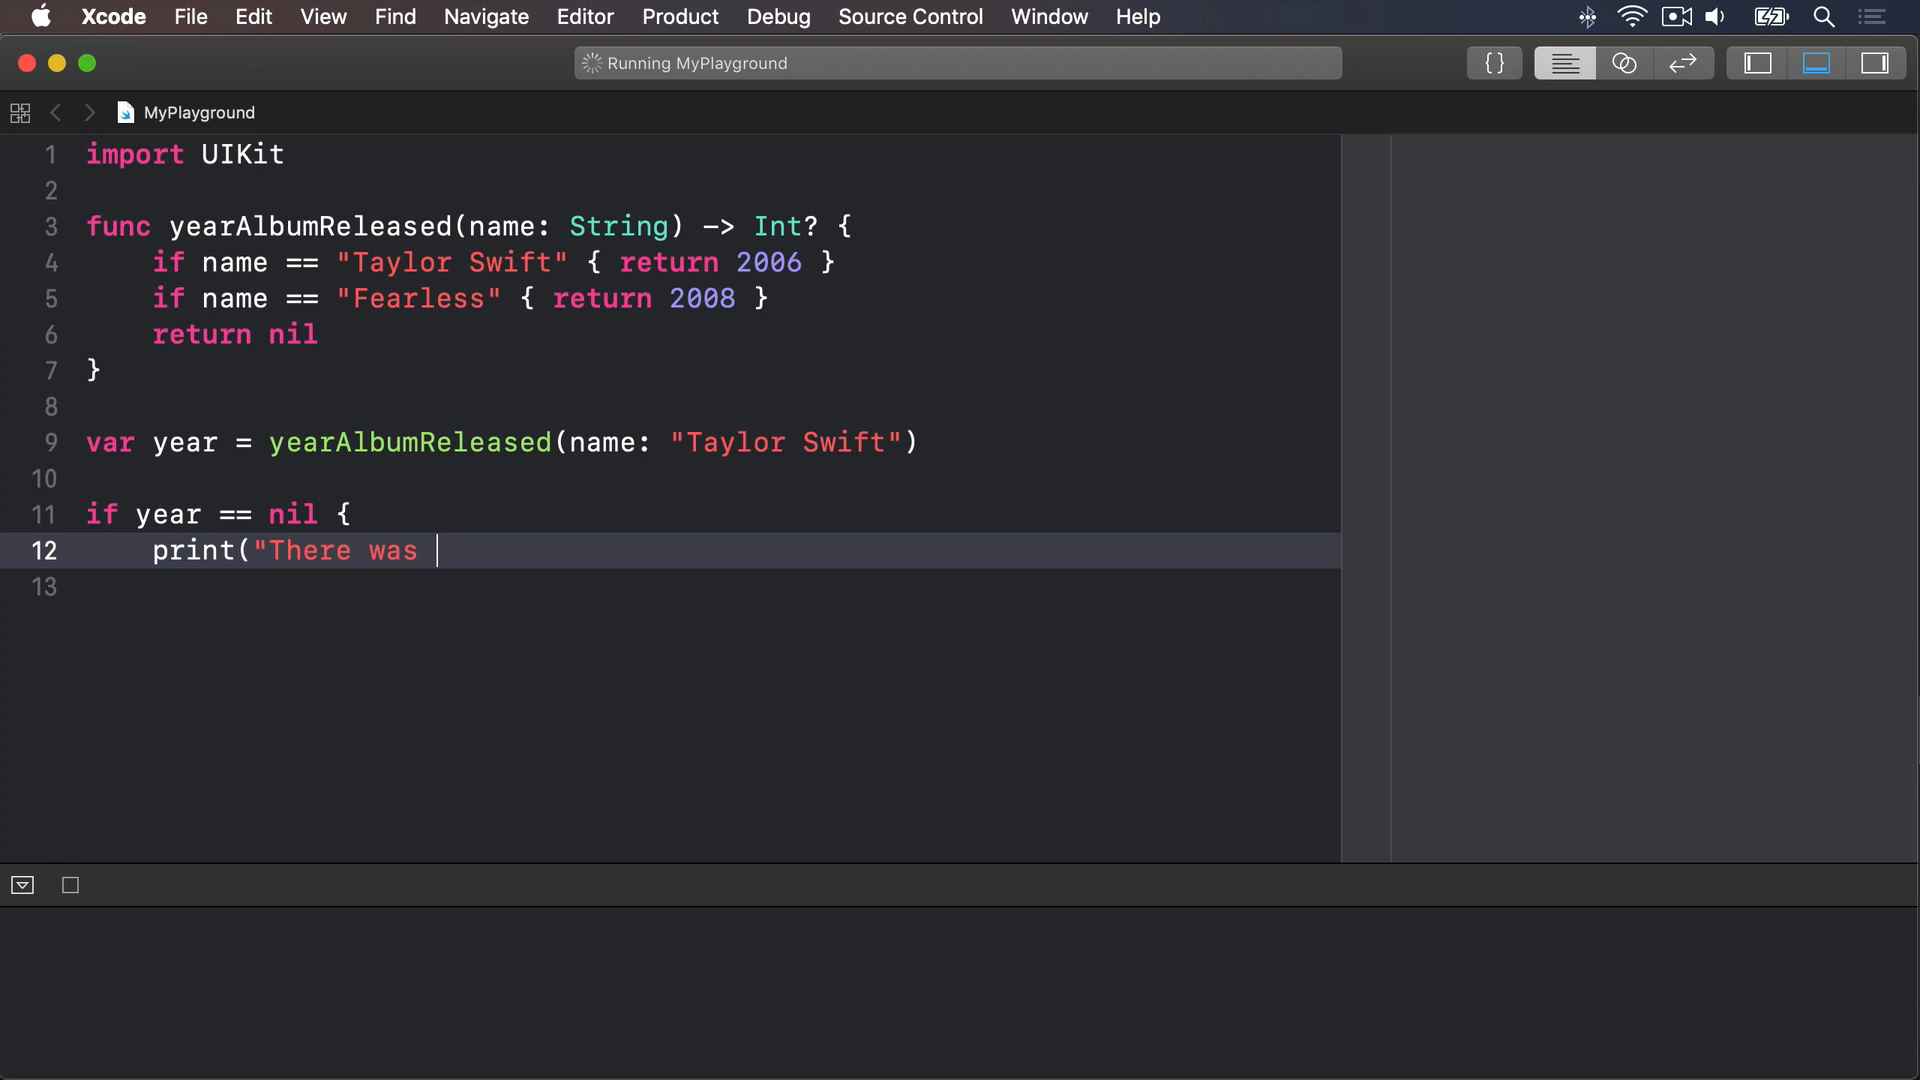 Xcode File Edit View Find Navigate Editor Product Debug Source Control Window Help
Running MyPlayground
{}
MyPlayground
1 import UIKit
2
3 func yearAlbumReleased(name: String) -> Int? {
4 if name == "Taylor Swift" { return 2006 }
5 if name == "Fearless" { return 2008 }
6 return nil
7 }
8
9 var year = yearAlbumReleased(name: "Taylor Swift")
10
11 if year == nil {
12 print("There was
13